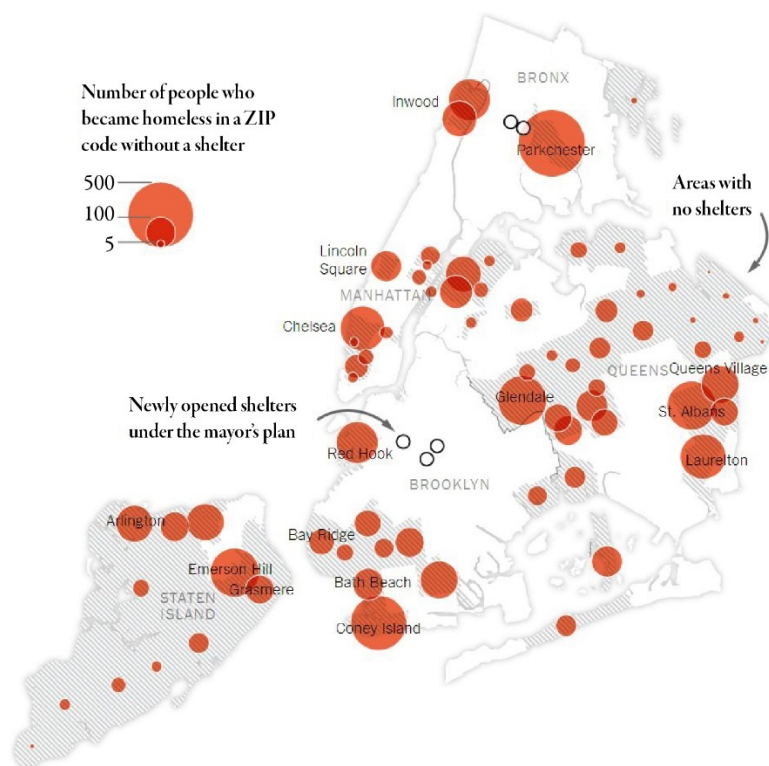 Number of people who
became homeless in a ZIP
code without a shelter
500
100
5
BRONX
Inwood
Parkchester
Areas with
no shelters
Lincoln
Square
MANHATTAN
Chelsea
Queens Village
QUEENS
Glendale
St. Albans
Newly opened shelters
under the mayor's plan
Red Hook
Laurelton
BROOKLYN
Arlington
Bay Ridge
Emerson Hill
Bath Beach
Grasmere
STATEN
ISLAND
Coney Island